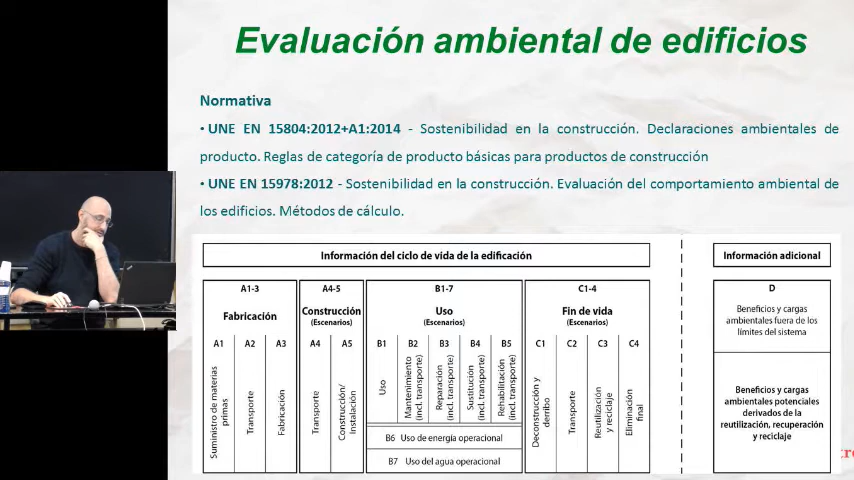 Evaluación ambiental de edificios
Normativa
• UNE EN 15804:2012+A1:2014 - Sostenibilidad en la construcción. Declaraciones ambientales de
producto. Reglas de categoría de producto básicas para productos de construcción
• UNE EN 15978:2012 - Sostenibilidad en la construcción. Evaluación del comportamiento ambiental de
los edificios. Métodos de cálculo.
Información del ciclo de vida de la edificación
Información adicional
A1-3
Fabricación
A4-5
Construcción
(Escenarios)
B1-7
Uso
(Escenarios)
C1-4
Fin de vida
(Escenarios)
D
Beneficios y cargas
ambientales fuera de los
límites del sistema
A1
Suministro de materias
primas
A2
Transporte
A3
Fabricación
A4
Transporte
A5
Construcción/
Instalación
B1
Uso
B2
Mantenimiento
(incl. transporte)
B3
Reparación
(incl. transporte)
B4
Sustitución
(incl. transporte)
B5
Rehabilitación
(incl. transporte)
B6 Uso de energía operacional
B7 Uso del agua operacional
C1
Deconstrucción y
derribo
C2
Transporte
C3
Reutilización
y reciclaje
C4
Eliminación
final
Beneficios y cargas
ambientales potenciales
derivados de la
reutilización, recuperación
y reciclaje